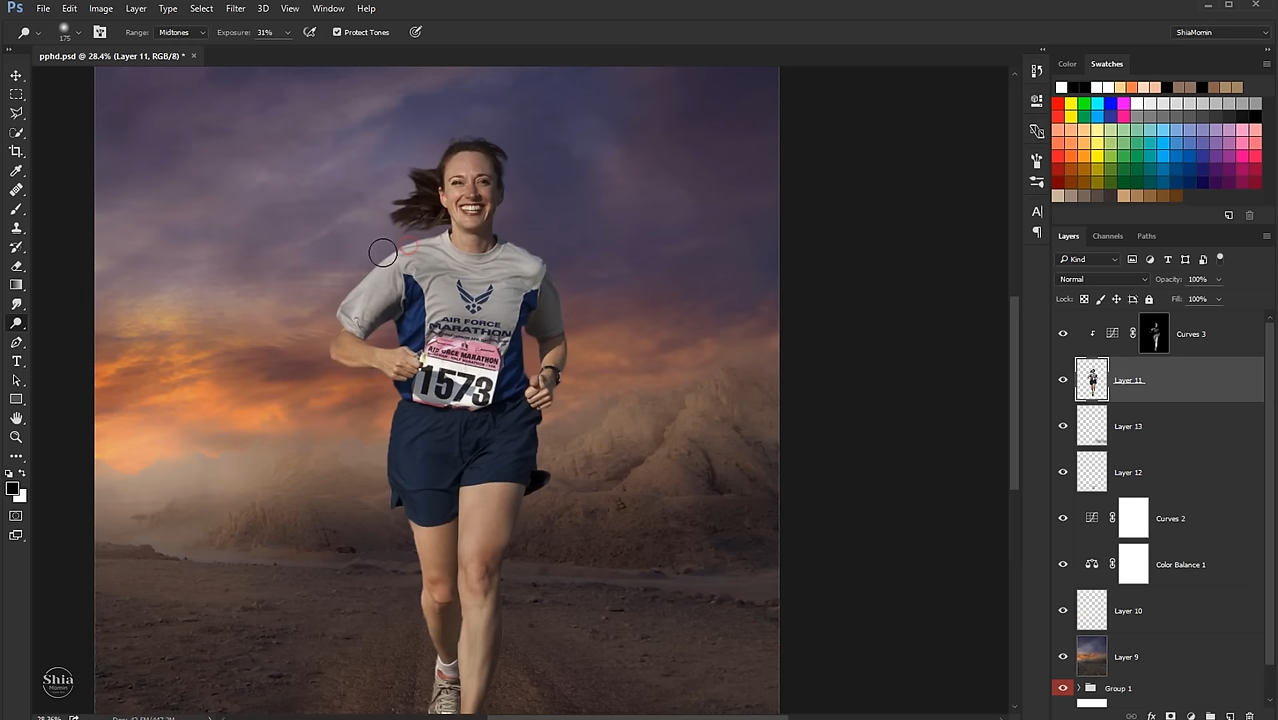 Ps File Edit Image Layer Type Select Filter 3D View Window Help
175 Range: Midtones Exposure: 31% Protect Tones ShiaMomin
pphd.psd @ 28.4% (Layer 11, RGB/8) *
Color Swatches
Layers Channels Paths
Kind
Normal Opacity: 100%
Lock: Fill: 100%
Curves 3
Layer 11
Layer 13
Layer 12
Curves 2
Color Balance 1
Layer 10
Layer 9
Group 1
AIR FORCE
MARATHON
AIR FORCE MARATHON
1573
Shia
Momin